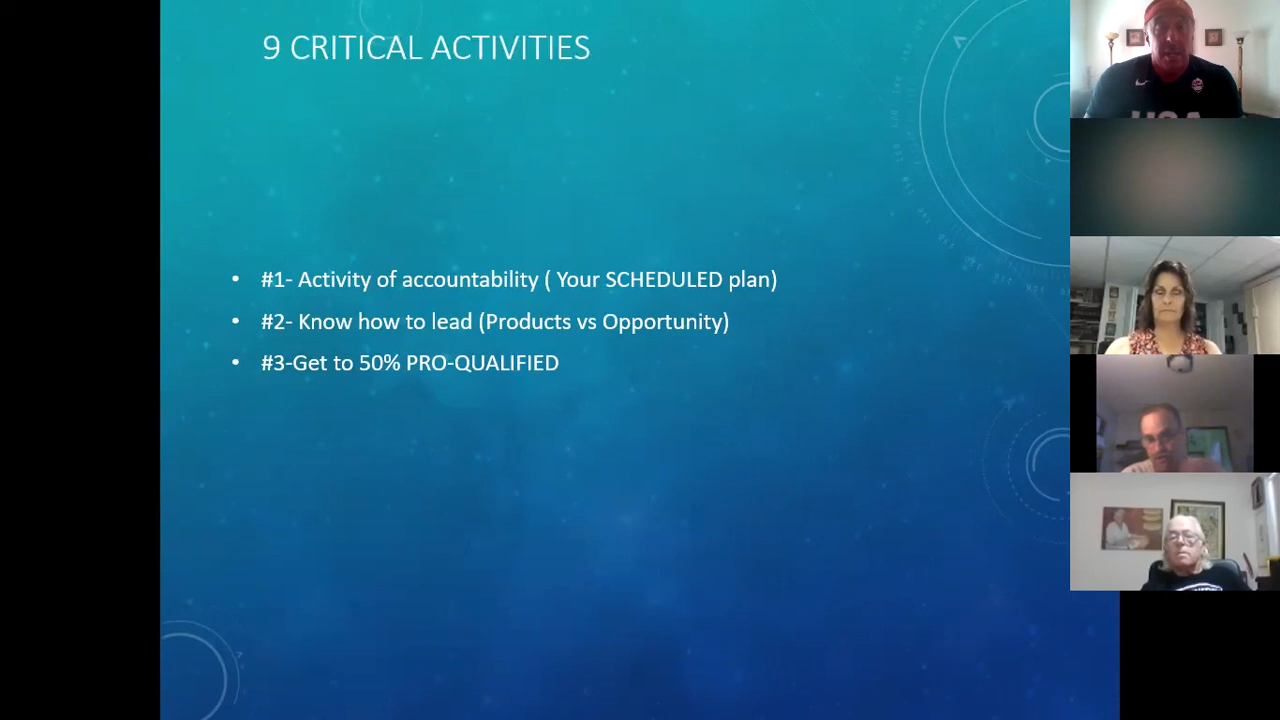 9 CRITICAL ACTIVITIES
• #1- Activity of accountability ( Your SCHEDULED plan)
• #2- Know how to lead (Products vs Opportunity)
• #3-Get to 50% PRO-QUALIFIED
USA